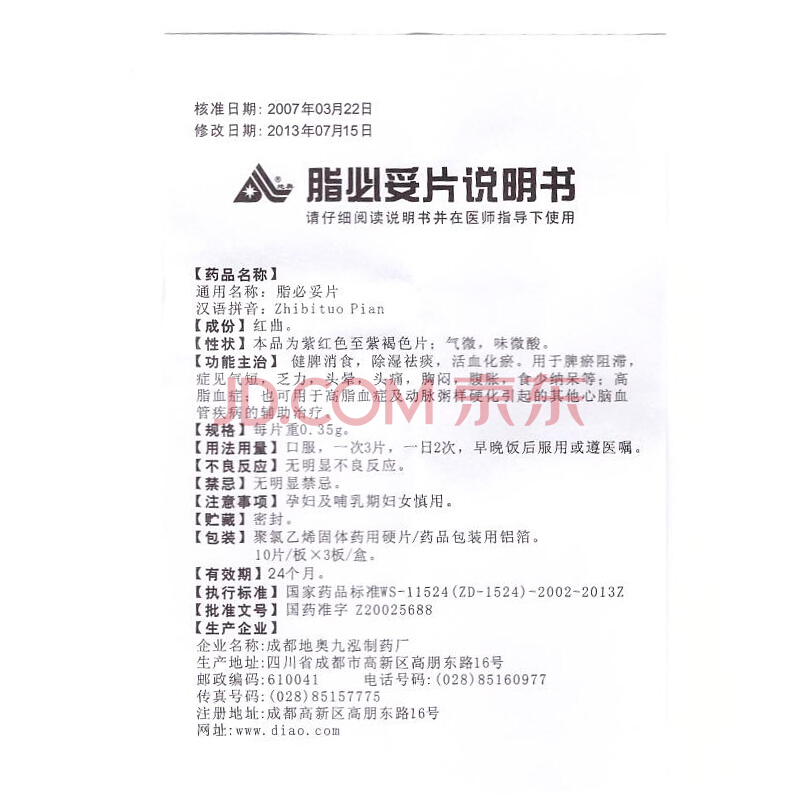 核准日期: 2007年03月22日
修改日期: 2013年07月15日
地奥®
脂必妥片说明书
请仔细阅读说明书并在医师指导下使用
【药品名称】
通用名称: 脂必妥片
汉语拼音: Zhibituo Pian
【成份】红曲。
【性状】本品为紫红色至紫褐色片; 气微, 味微酸。
【功能主治】 健脾消食, 除湿祛痰, 活血化瘀。用于脾瘀阻滞,
症见气短, 乏力, 头晕, 头痛, 胸闷, 腹胀, 食少纳呆等; 高
脂血症; 也可用于高脂血症及动脉粥样硬化引起的其他心脑血
管疾病的辅助治疗。
【规格】每片重0.35g。
【用法用量】口服, 一次3片, 一日2次, 早晚饭后服用或遵医嘱。
【不良反应】无明显不良反应。
【禁忌】无明显禁忌。
【注意事项】孕妇及哺乳期妇女慎用。
【贮藏】密封。
【包装】聚氯乙烯固体药用硬片/药品包装用铝箔。
10片/板×3板/盒。
【有效期】24个月。
【执行标准】国家药品标准WS-11524(ZD-1524)-2002-2013Z
【批准文号】国药准字 Z20025688
【生产企业】
企业名称:成都地奥九泓制药厂
生产地址:四川省成都市高新区高朋东路16号
邮政编码:610041 电话号码:(028)85160977
传真号码:(028)85157775
注册地址:成都高新区高朋东路16号
网址:www.diao.com
JD.COM 京东